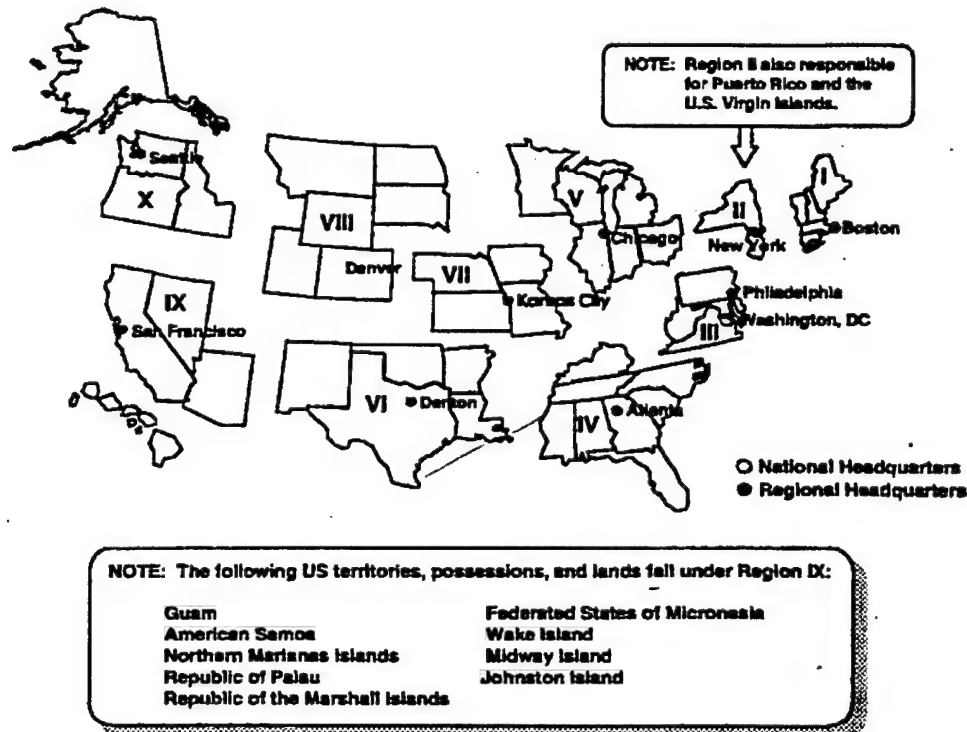 NOTE: Region II also responsible
for Puerto Rico and the
U.S. Virgin Islands.
Seattle
X
VIII
V
Chicago
II
New York
I
Boston
Denver
VII
Kansas City
IX
San Francisco
Philadelphia
Washington, DC
III
VI
Denton
IV
Atlanta
National Headquarters
Regional Headquarters
NOTE: The following US territories, possessions, and lands fall under Region IX:
Guam
American Samoa
Northern Marianas Islands
Republic of Palau
Republic of the Marshall Islands
Federated States of Micronesia
Wake Island
Midway Island
Johnston Island